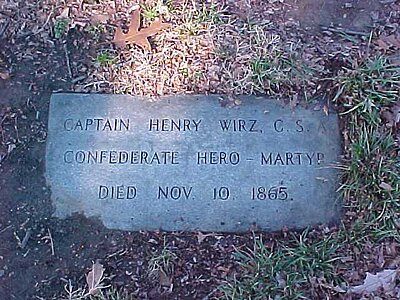 CAPTAIN HENRY WIRZ, C. S. A.
CONFEDERATE HERO - MARTYR
DIED NOV. 10, 1865.